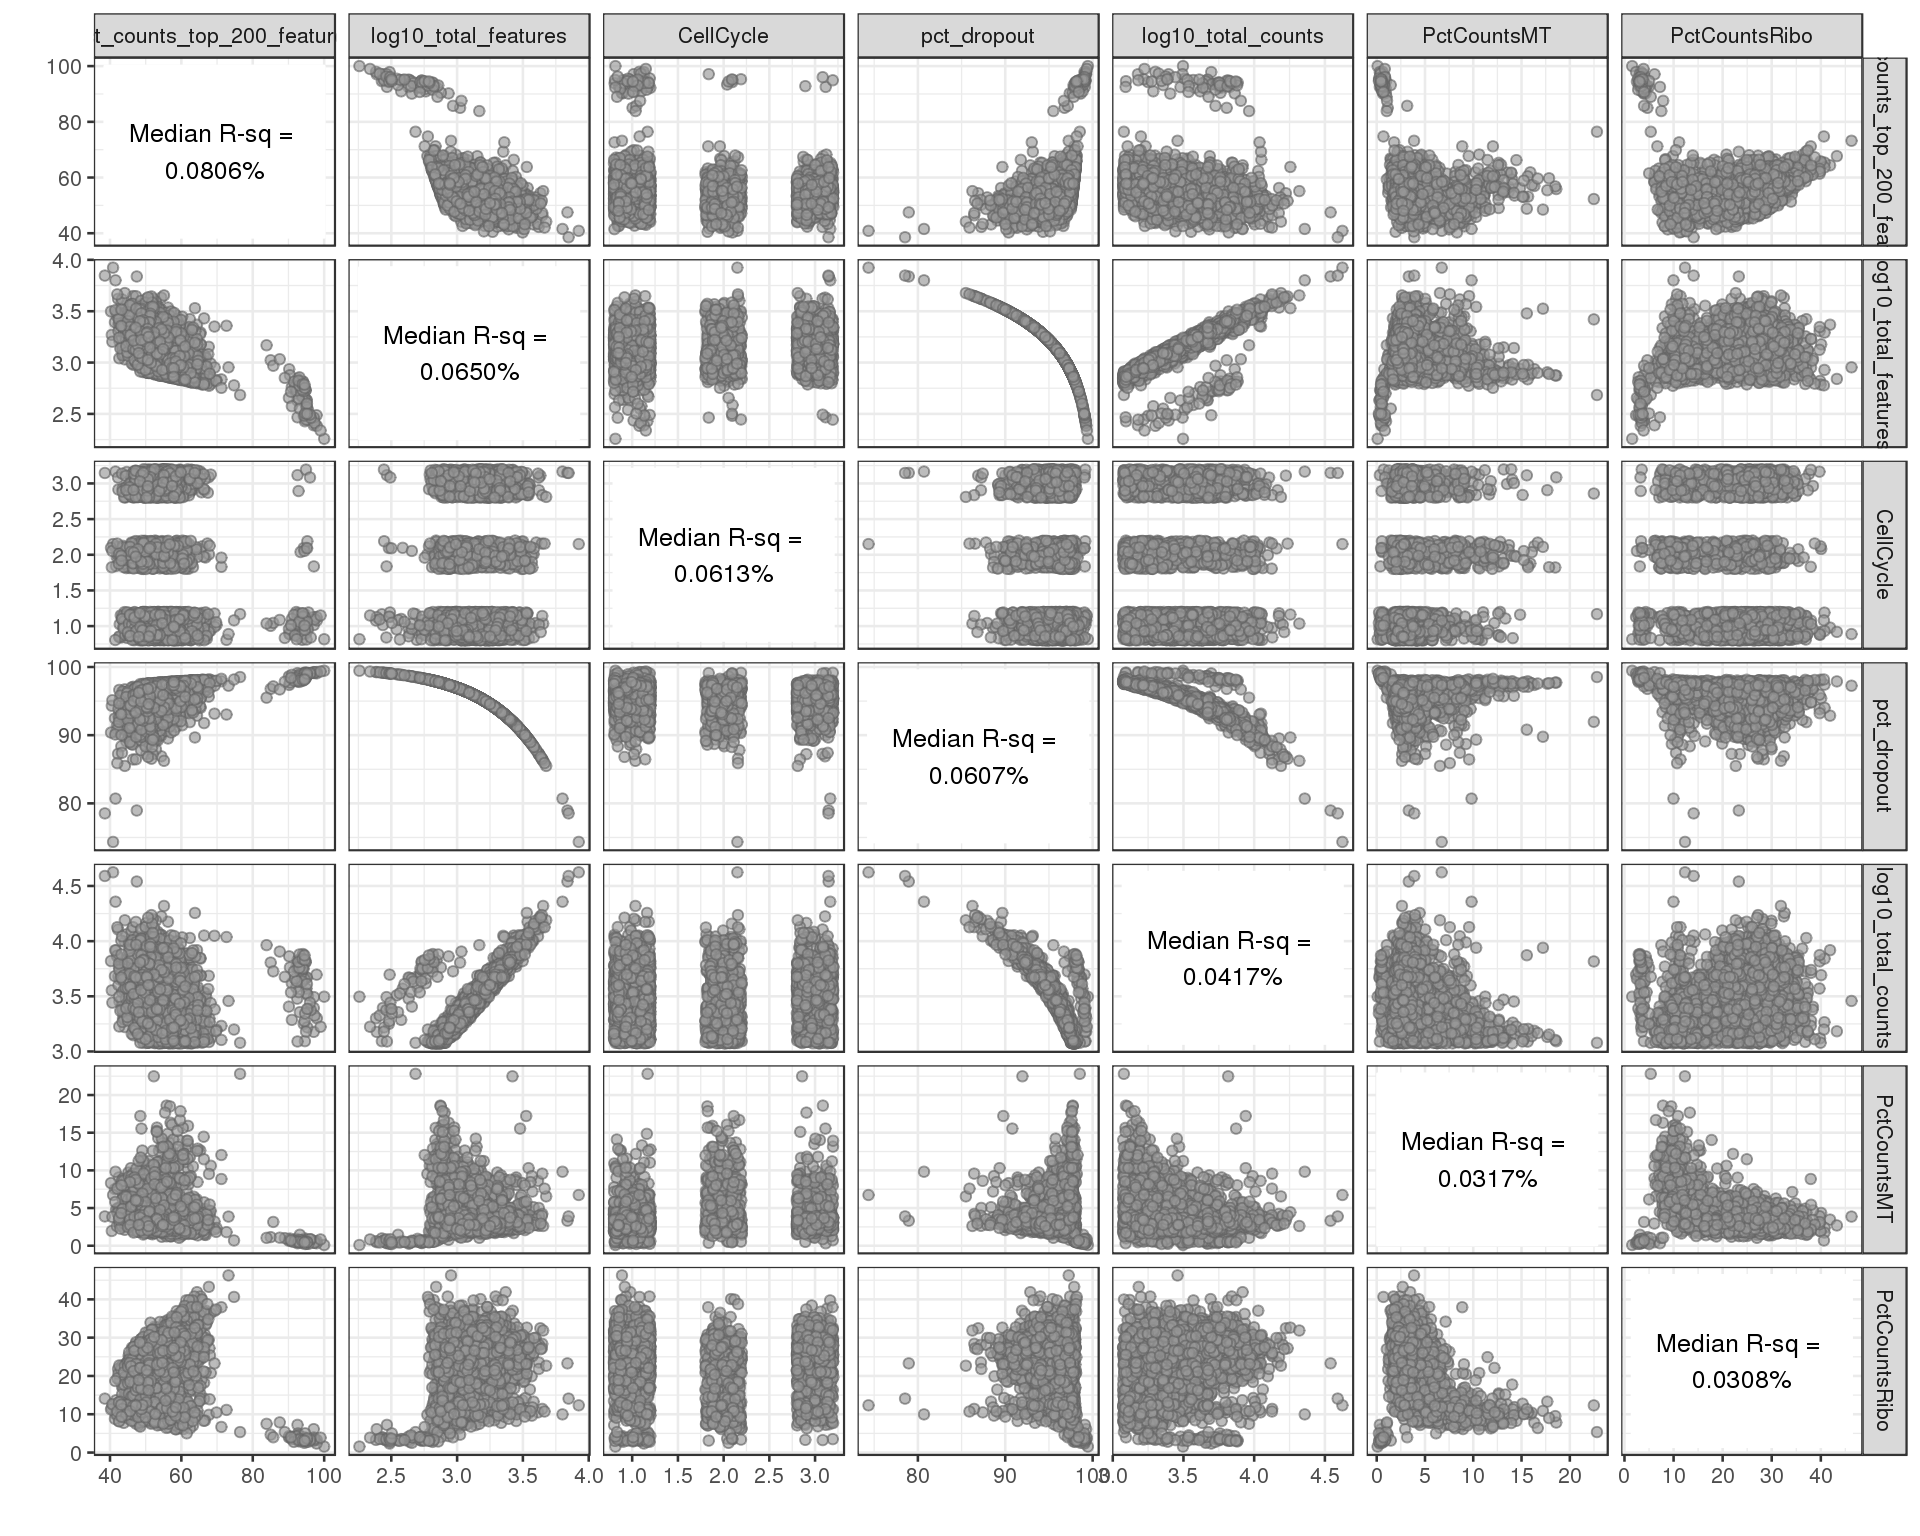 t_counts_top_200_featur
log10_total_features
CellCycle
pct_dropout
log10_total_counts
PctCountsMT
PctCountsRibo
100
80
60
40
Median R-sq =
0.0806%
ounts_top_200_fea
4.0
3.5
3.0
2.5
Median R-sq =
0.0650%
og10_total_features
3.0
2.5
2.0
1.5
1.0
Median R-sq =
0.0613%
CellCycle
100
90
80
Median R-sq =
0.0607%
pct_dropout
4.5
4.0
3.5
3.0
Median R-sq =
0.0417%
log10_total_counts
20
15
10
5
0
Median R-sq =
0.0317%
PctCountsMT
40
30
20
10
0
Median R-sq =
0.0308%
PctCountsRibo
40 60 80 100
2.5 3.0 3.5 4.0
1.0 1.5 2.0 2.5 3.0
80 90 100
3.0 3.5 4.0 4.5
0 5 10 15 20
0 10 20 30 40